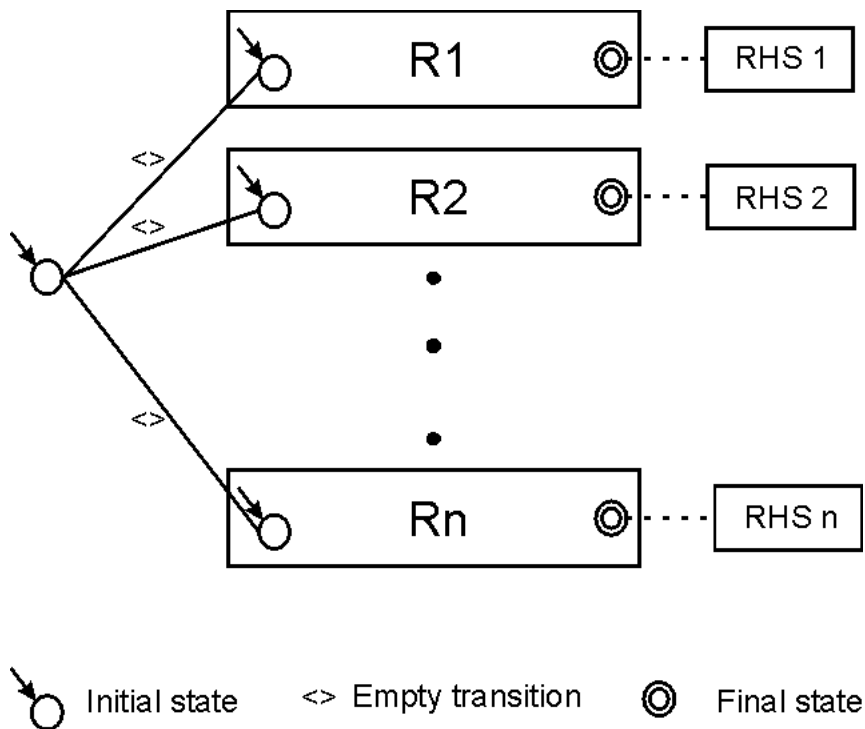 R1
RHS 1
<>
R2
RHS 2
<>
<>
Rn
RHS n
Initial state
<> Empty transition
Final state